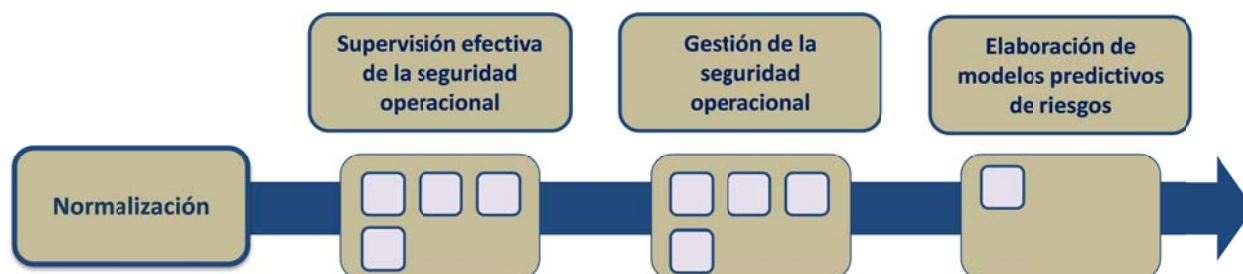 Supervisión efectiva
de la seguridad
operacional
Gestión de la
seguridad
operacional
Elaboración de
modelos predictivos
de riesgos
Normalización